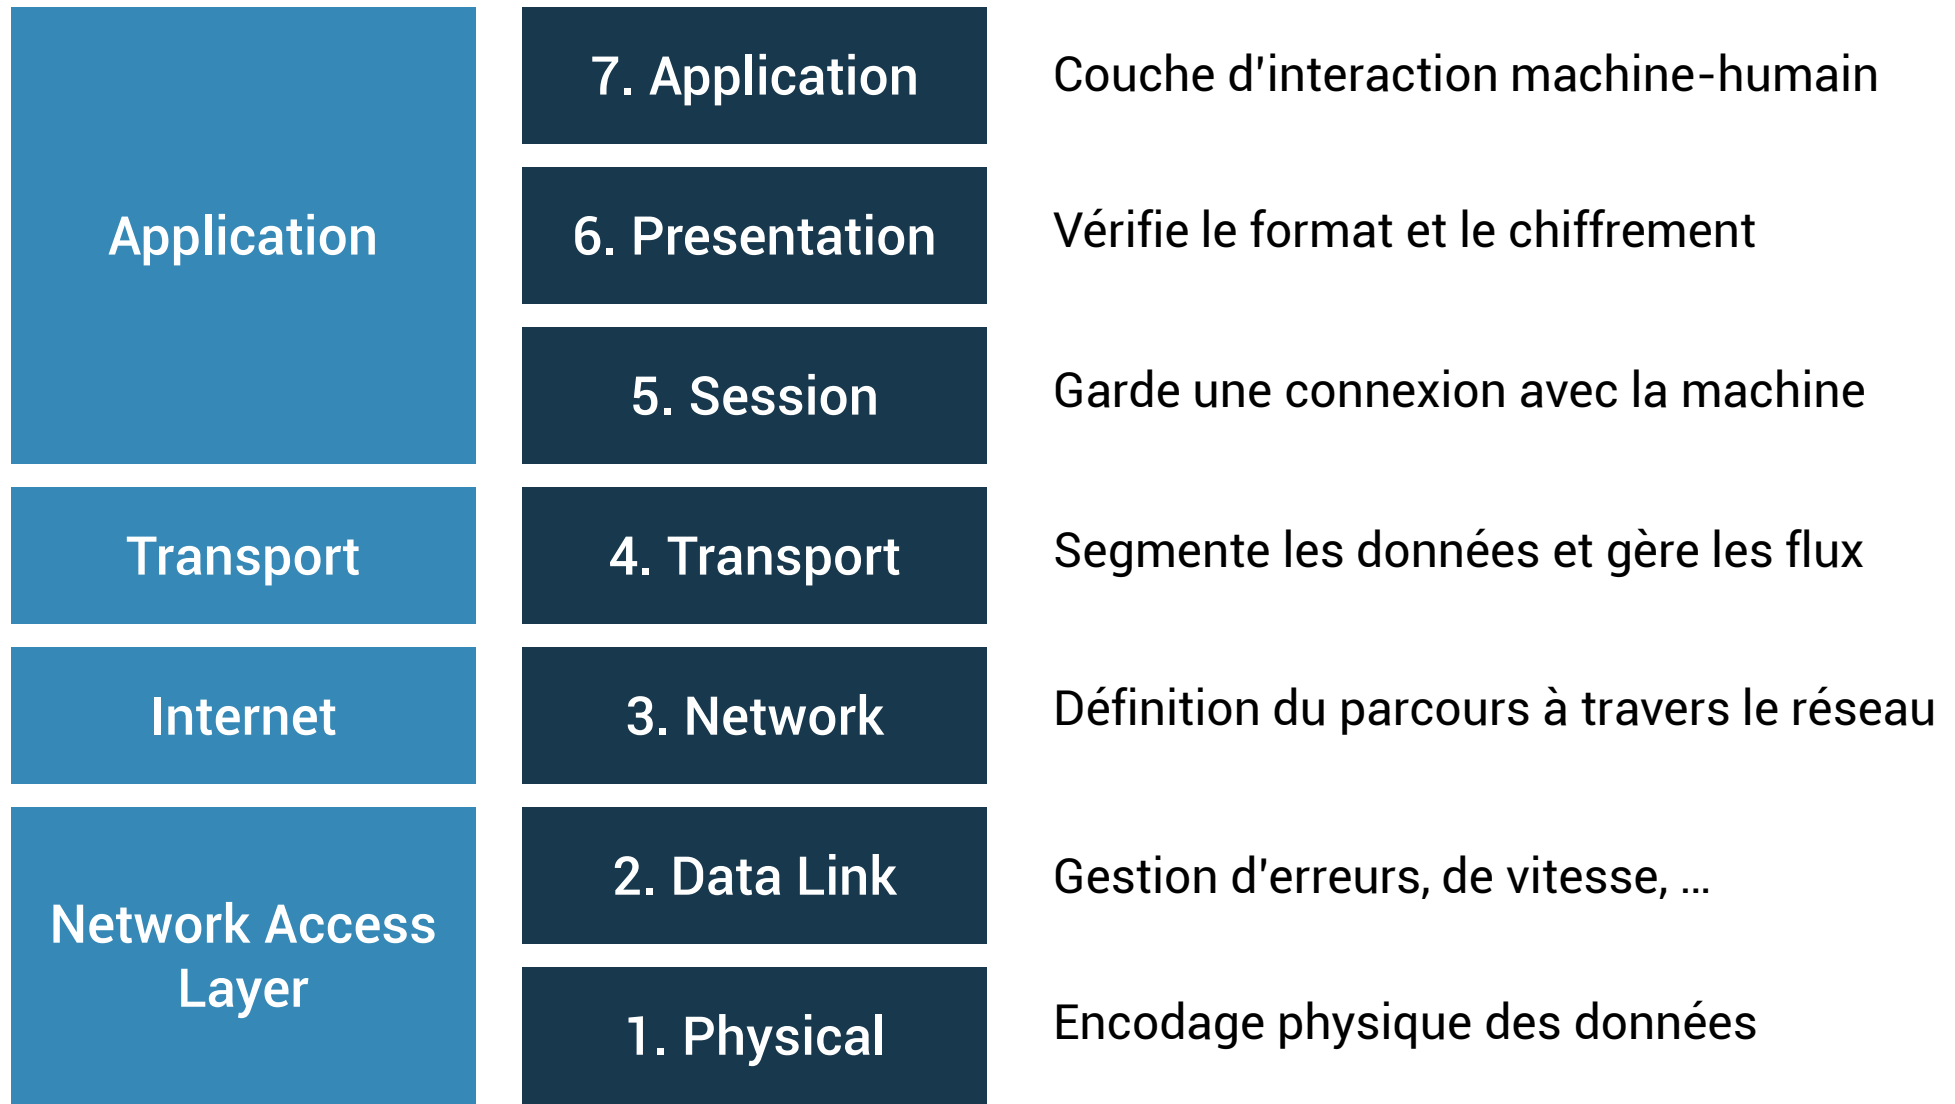 Application
7. Application
Couche d'interaction machine-humain
6. Presentation
Vérifie le format et le chiffrement
5. Session
Garde une connexion avec la machine
Transport
4. Transport
Segmente les données et gère les flux
Internet
3. Network
Définition du parcours à travers le réseau
Network Access
Layer
2. Data Link
Gestion d'erreurs, de vitesse, ...
1. Physical
Encodage physique des données